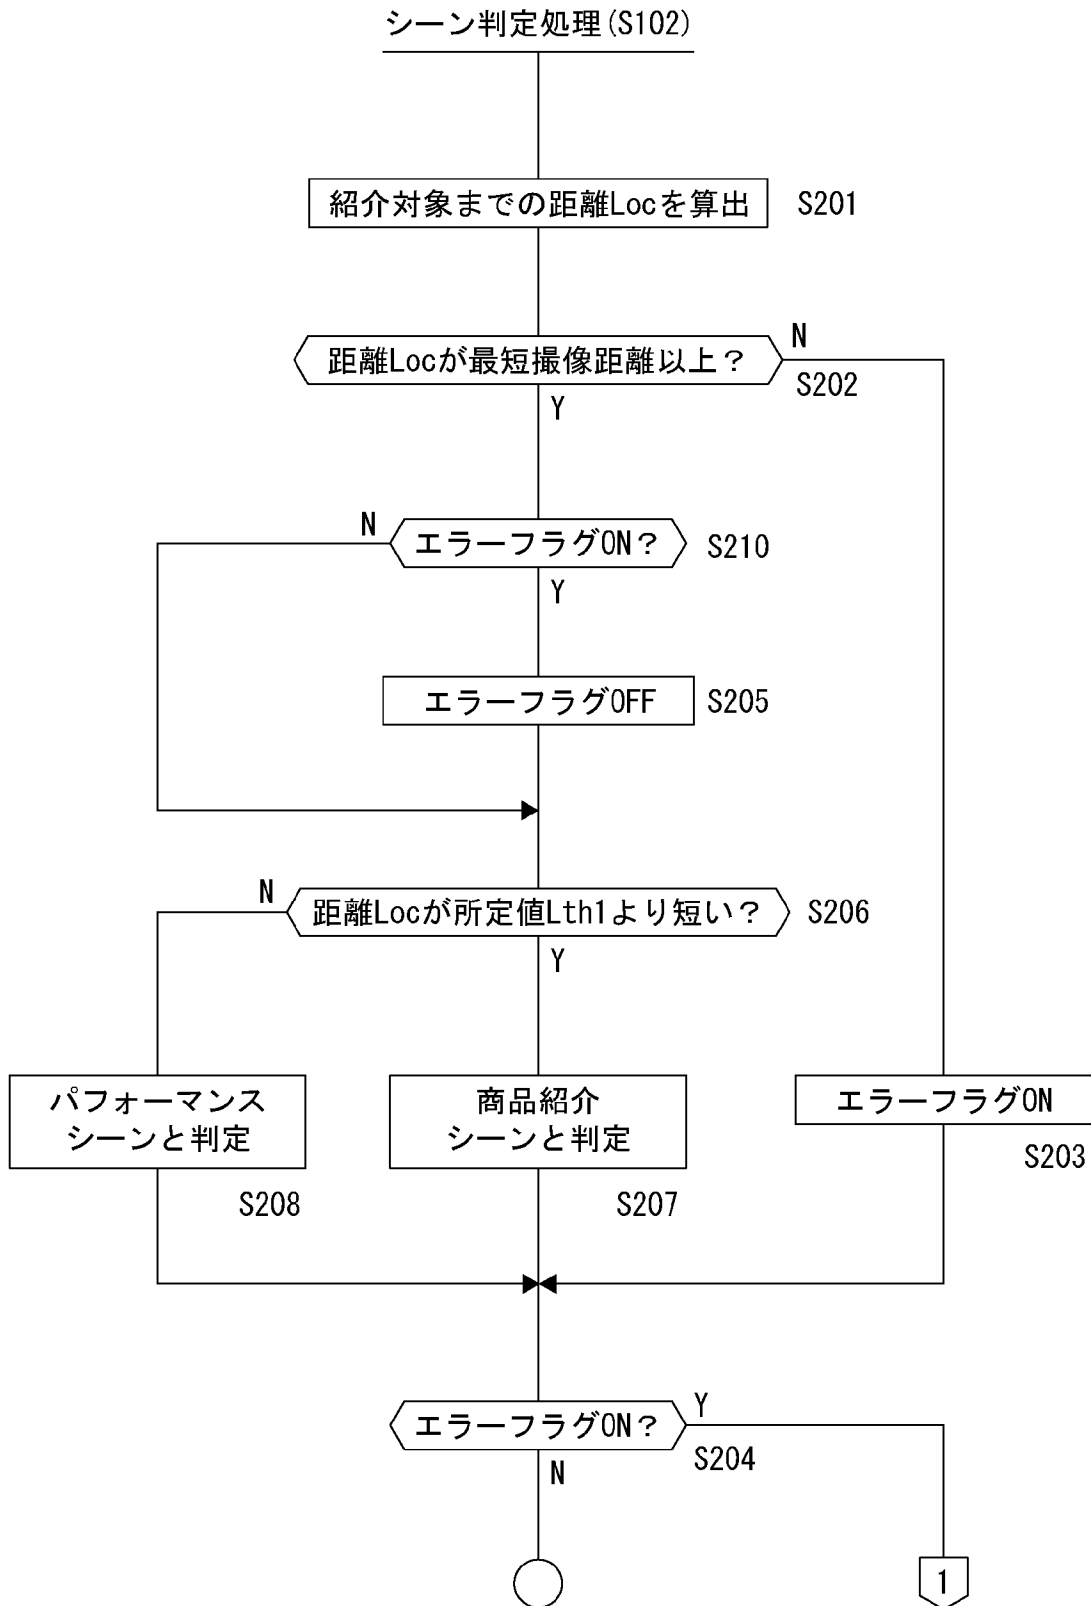 シーン判定処理(S102)
紹介対象までの距離Locを算出
S201
距離Locが最短撮像距離以上？
N
S202
Y
N
エラーフラグON？
S210
Y
エラーフラグOFF
S205
N
距離Locが所定値Lth1より短い？
S206
Y
パフォーマンス
シーンと判定
S208
商品紹介
シーンと判定
S207
エラーフラグON
S203
エラーフラグON？
Y
S204
N
1